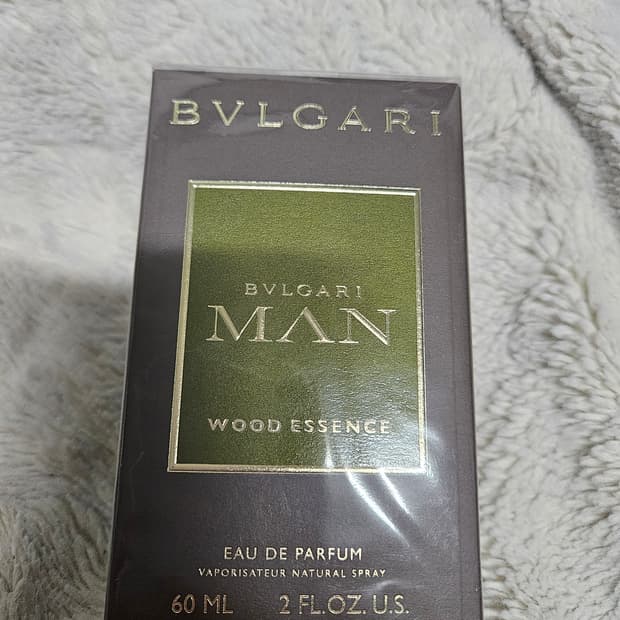 BVLGARI
BVLGARI
MAN
WOOD ESSENCE
EAU DE PARFUM
VAPORISATEUR NATURAL SPRAY
60 ML 2 FL.OZ. U.S.